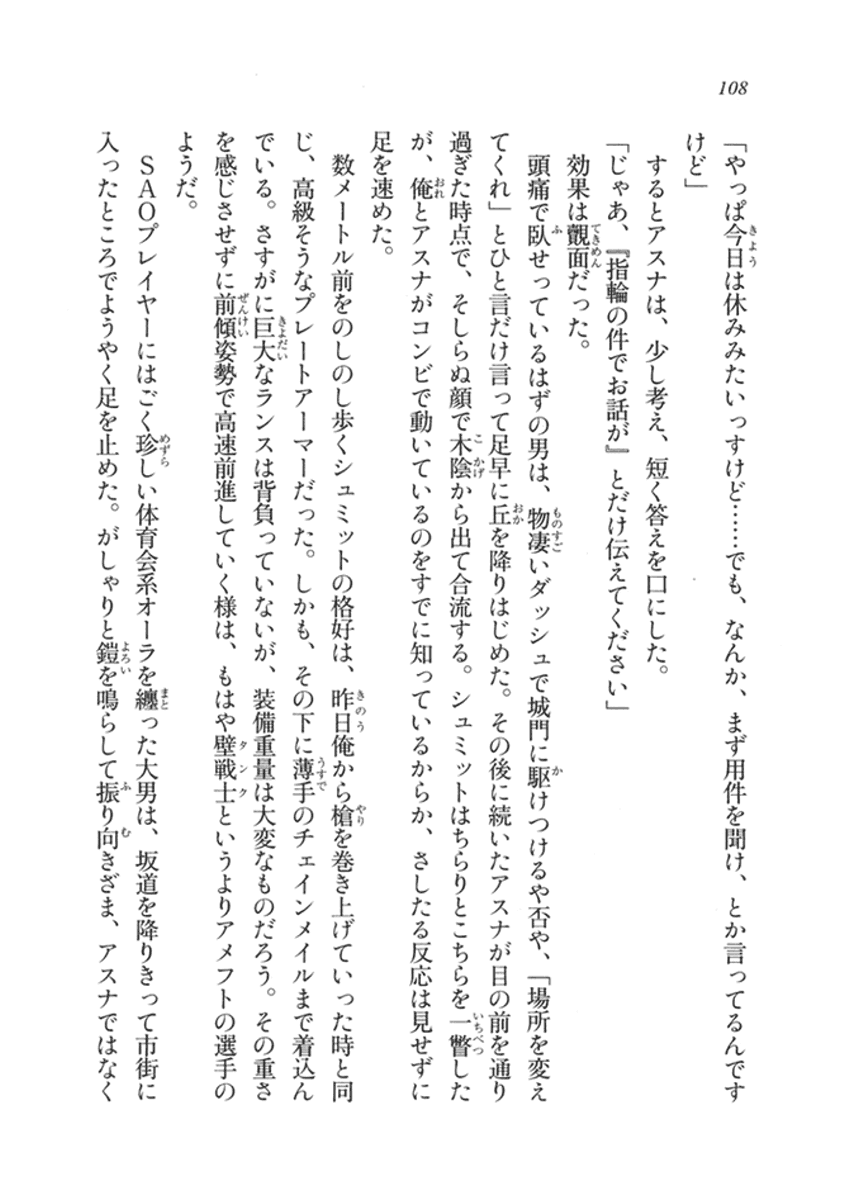 108
「やっぱ今日は休みみたいっすけど……でも、なんか、まず用件を聞け、とか言ってるんです
けど」
するとアスナは、少し考え、短く答えを口にした。
「じゃあ、『指輪の件でお話が』とだけ伝えてください」
効果は覿面だった。
頭痛で臥せっているはずの男は、物凄いダッシュで城門に駆けつけるや否や、「場所を変え
てくれ」とひと言だけ言って足早に丘を降りはじめた。その後に続いたアスナが目の前を通り
過ぎた時点で、そしらぬ顔で木陰から出て合流する。シュミットはちらりとこちらを一瞥した
が、俺とアスナがコンビで動いているのをすでに知っているからか、さしたる反応は見せずに
足を速めた。
数メートル前をのしのし歩くシュミットの格好は、昨日俺から槍を巻き上げていった時と同
じ、高級そうなプレートアーマーだった。しかも、その下に薄手のチェインメイルまで着込ん
でいる。さすがに巨大なランスは背負っていないが、装備重量は大変なものだろう。その重さ
を感じさせずに前傾姿勢で高速前進していく様は、もはや壁戦士というよりアメフトの選手の
ようだ。
SAOプレイヤーにはごく珍しい体育会系オーラを纏った大男は、坂道を降りきって市街に
入ったところでようやく足を止めた。がしゃりと鎧を鳴らして振り向きざま、アスナではなく